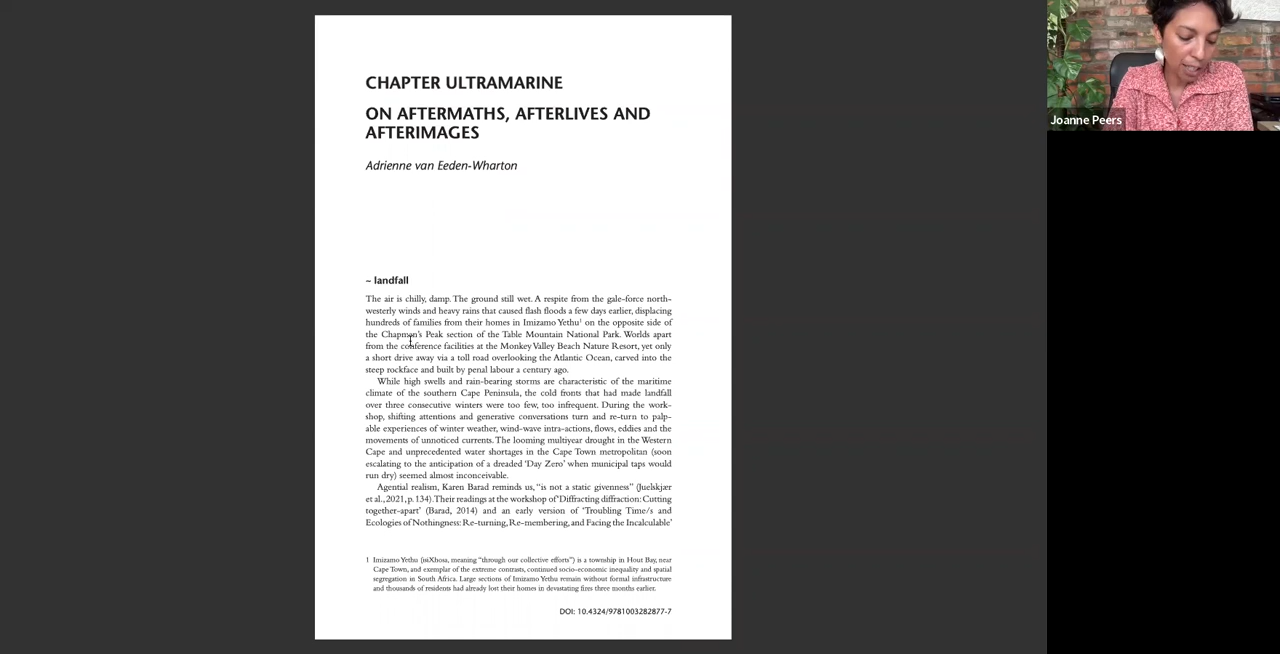 CHAPTER ULTRAMARINE
ON AFTERMATHS, AFTERLIVES AND
AFTERIMAGES
Adrienne van Eeden-Wharton
~ landfall
The air is chilly, damp. The ground still wet. A respite from the gale-force north-
westerly winds and heavy rains that caused flash floods a few days earlier, displacing
hundreds of families from their homes in Imizamo Yethu¹ on the opposite side of
the Chapman's Peak section of the Table Mountain National Park. Worlds apart
from the conference facilities at the Monkey Valley Beach Nature Resort, yet only
a short drive away via a toll road overlooking the Atlantic Ocean, carved into the
steep rockface and built by penal labour a century ago.
While high swells and rain-bearing storms are characteristic of the maritime
climate of the southern Cape Peninsula, the cold fronts that had made landfall
over three consecutive winters were too few, too infrequent. During the work-
shop, shifting attentions and generative conversations turn and re-turn to palp-
able experiences of winter weather, wind-wave intra-actions, flows, eddies and the
movements of unnoticed currents. The looming multiyear drought in the Western
Cape and unprecedented water shortages in the Cape Town metropolitan (soon
escalating to the anticipation of a dreaded 'Day Zero' when municipal taps would
run dry) seemed almost inconceivable.
Agential realism, Karen Barad reminds us, "is not a static givenness" (Juelskjær
et al., 2021, p. 134). Their readings at the workshop of 'Diffracting diffraction: Cutting
together-apart' (Barad, 2014) and an early version of 'Troubling Time/s and
Ecologies of Nothingness: Re-turning, Re-membering, and Facing the Incalculable'
1 Imizamo Yethu (isiXhosa, meaning "through our collective efforts") is a township in Hout Bay, near
Cape Town, and exemplar of the extreme contrasts, continued socio-economic inequality and spatial
segregation in South Africa. Large sections of Imizamo Yethu remain without formal infrastructure
and thousands of residents had already lost their homes in devastating fires three months earlier.
DOI: 10.4324/9781003282877-7
Joanne Peers